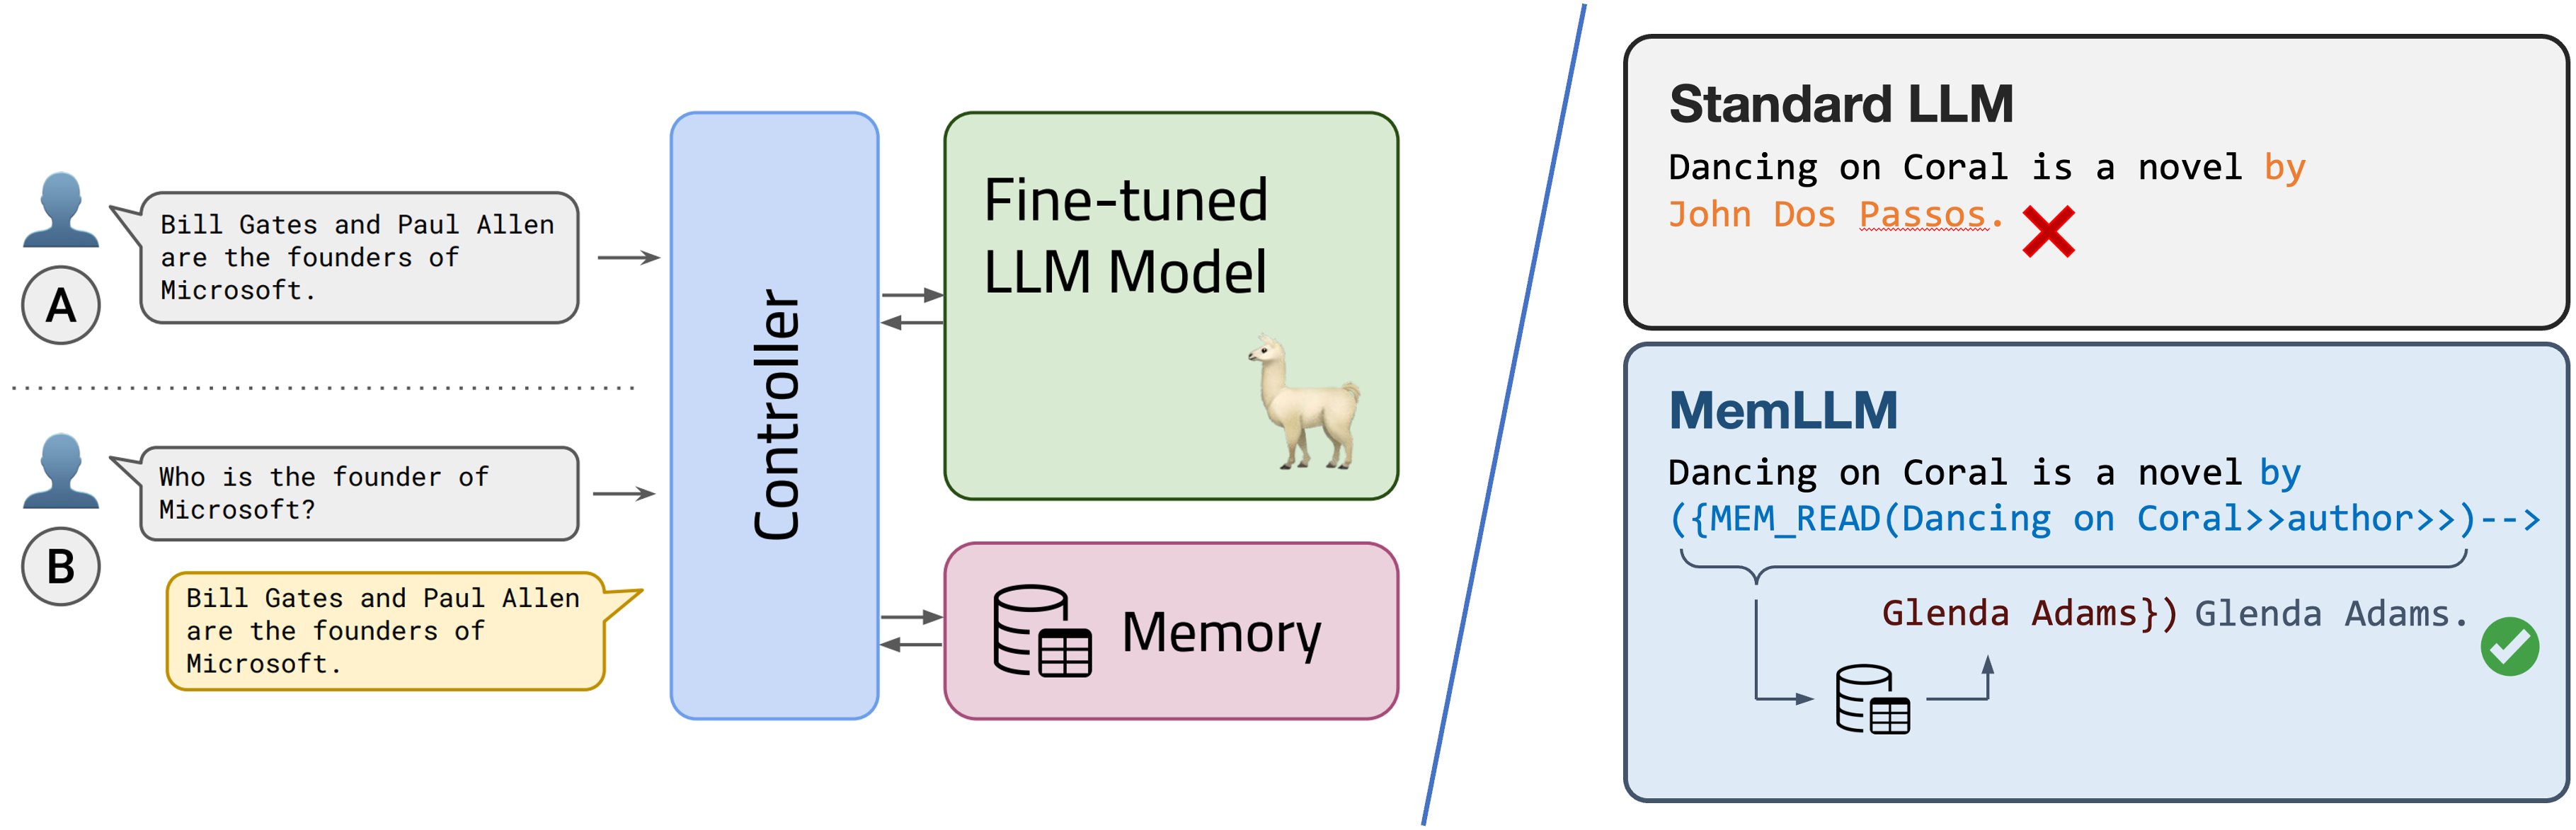 Bill Gates and Paul Allen
are the founders of
Microsoft.
A
Who is the founder of
Microsoft?
B
Bill Gates and Paul Allen
are the founders of
Microsoft.
Controller
Fine-tuned
LLM Model
Memory
Standard LLM
Dancing on Coral is a novel by
John Dos Passos.
MemLLM
Dancing on Coral is a novel by
({MEM_READ(Dancing on Coral>>author>>)-->
Glenda Adams}) Glenda Adams.